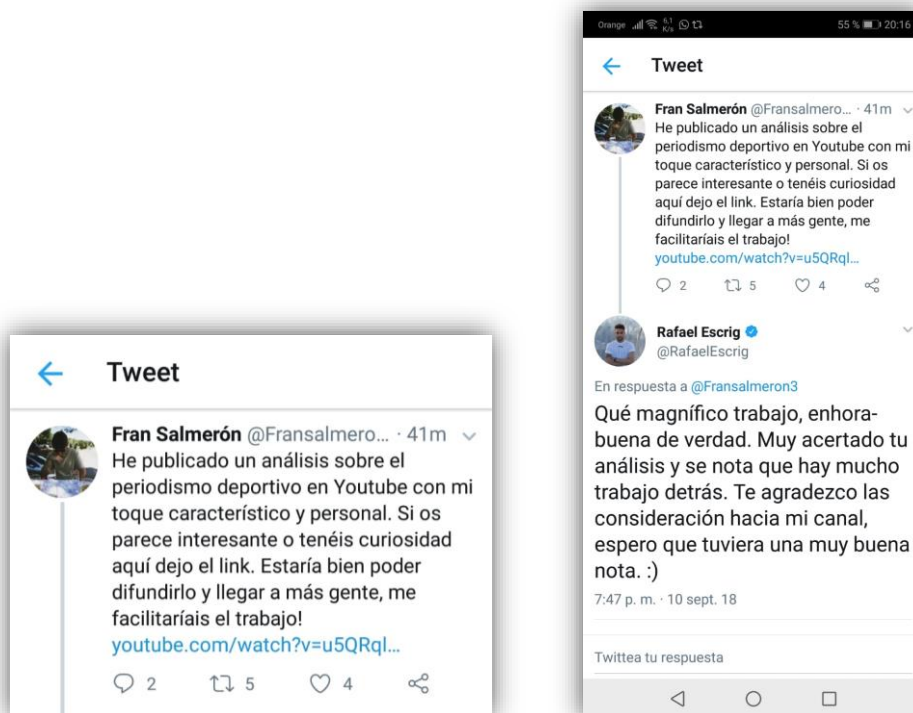 Tweet
Fran Salmerón @Fransalmero... · 41m
He publicado un análisis sobre el
periodismo deportivo en Youtube con mi
toque característico y personal. Si os
parece interesante o tenéis curiosidad
aquí dejo el link. Estaría bien poder
difundirlo y llegar a más gente, me
facilitaríais el trabajo!
youtube.com/watch?v=u5QRql...
2 5 4
Orange 6,1 K/s 55 % 20:16
Tweet
Fran Salmerón @Fransalmero... · 41m
He publicado un análisis sobre el
periodismo deportivo en Youtube con mi
toque característico y personal. Si os
parece interesante o tenéis curiosidad
aquí dejo el link. Estaría bien poder
difundirlo y llegar a más gente, me
facilitaríais el trabajo!
youtube.com/watch?v=u5QRql...
2 5 4
Rafael Escrig
@RafaelEscrig
En respuesta a @Fransalmeron3
Qué magnífico trabajo, enhora-
buena de verdad. Muy acertado tu
análisis y se nota que hay mucho
trabajo detrás. Te agradezco las
consideración hacia mi canal,
espero que tuviera una muy buena
nota. :)
7:47 p. m. · 10 sept. 18
Twittea tu respuesta